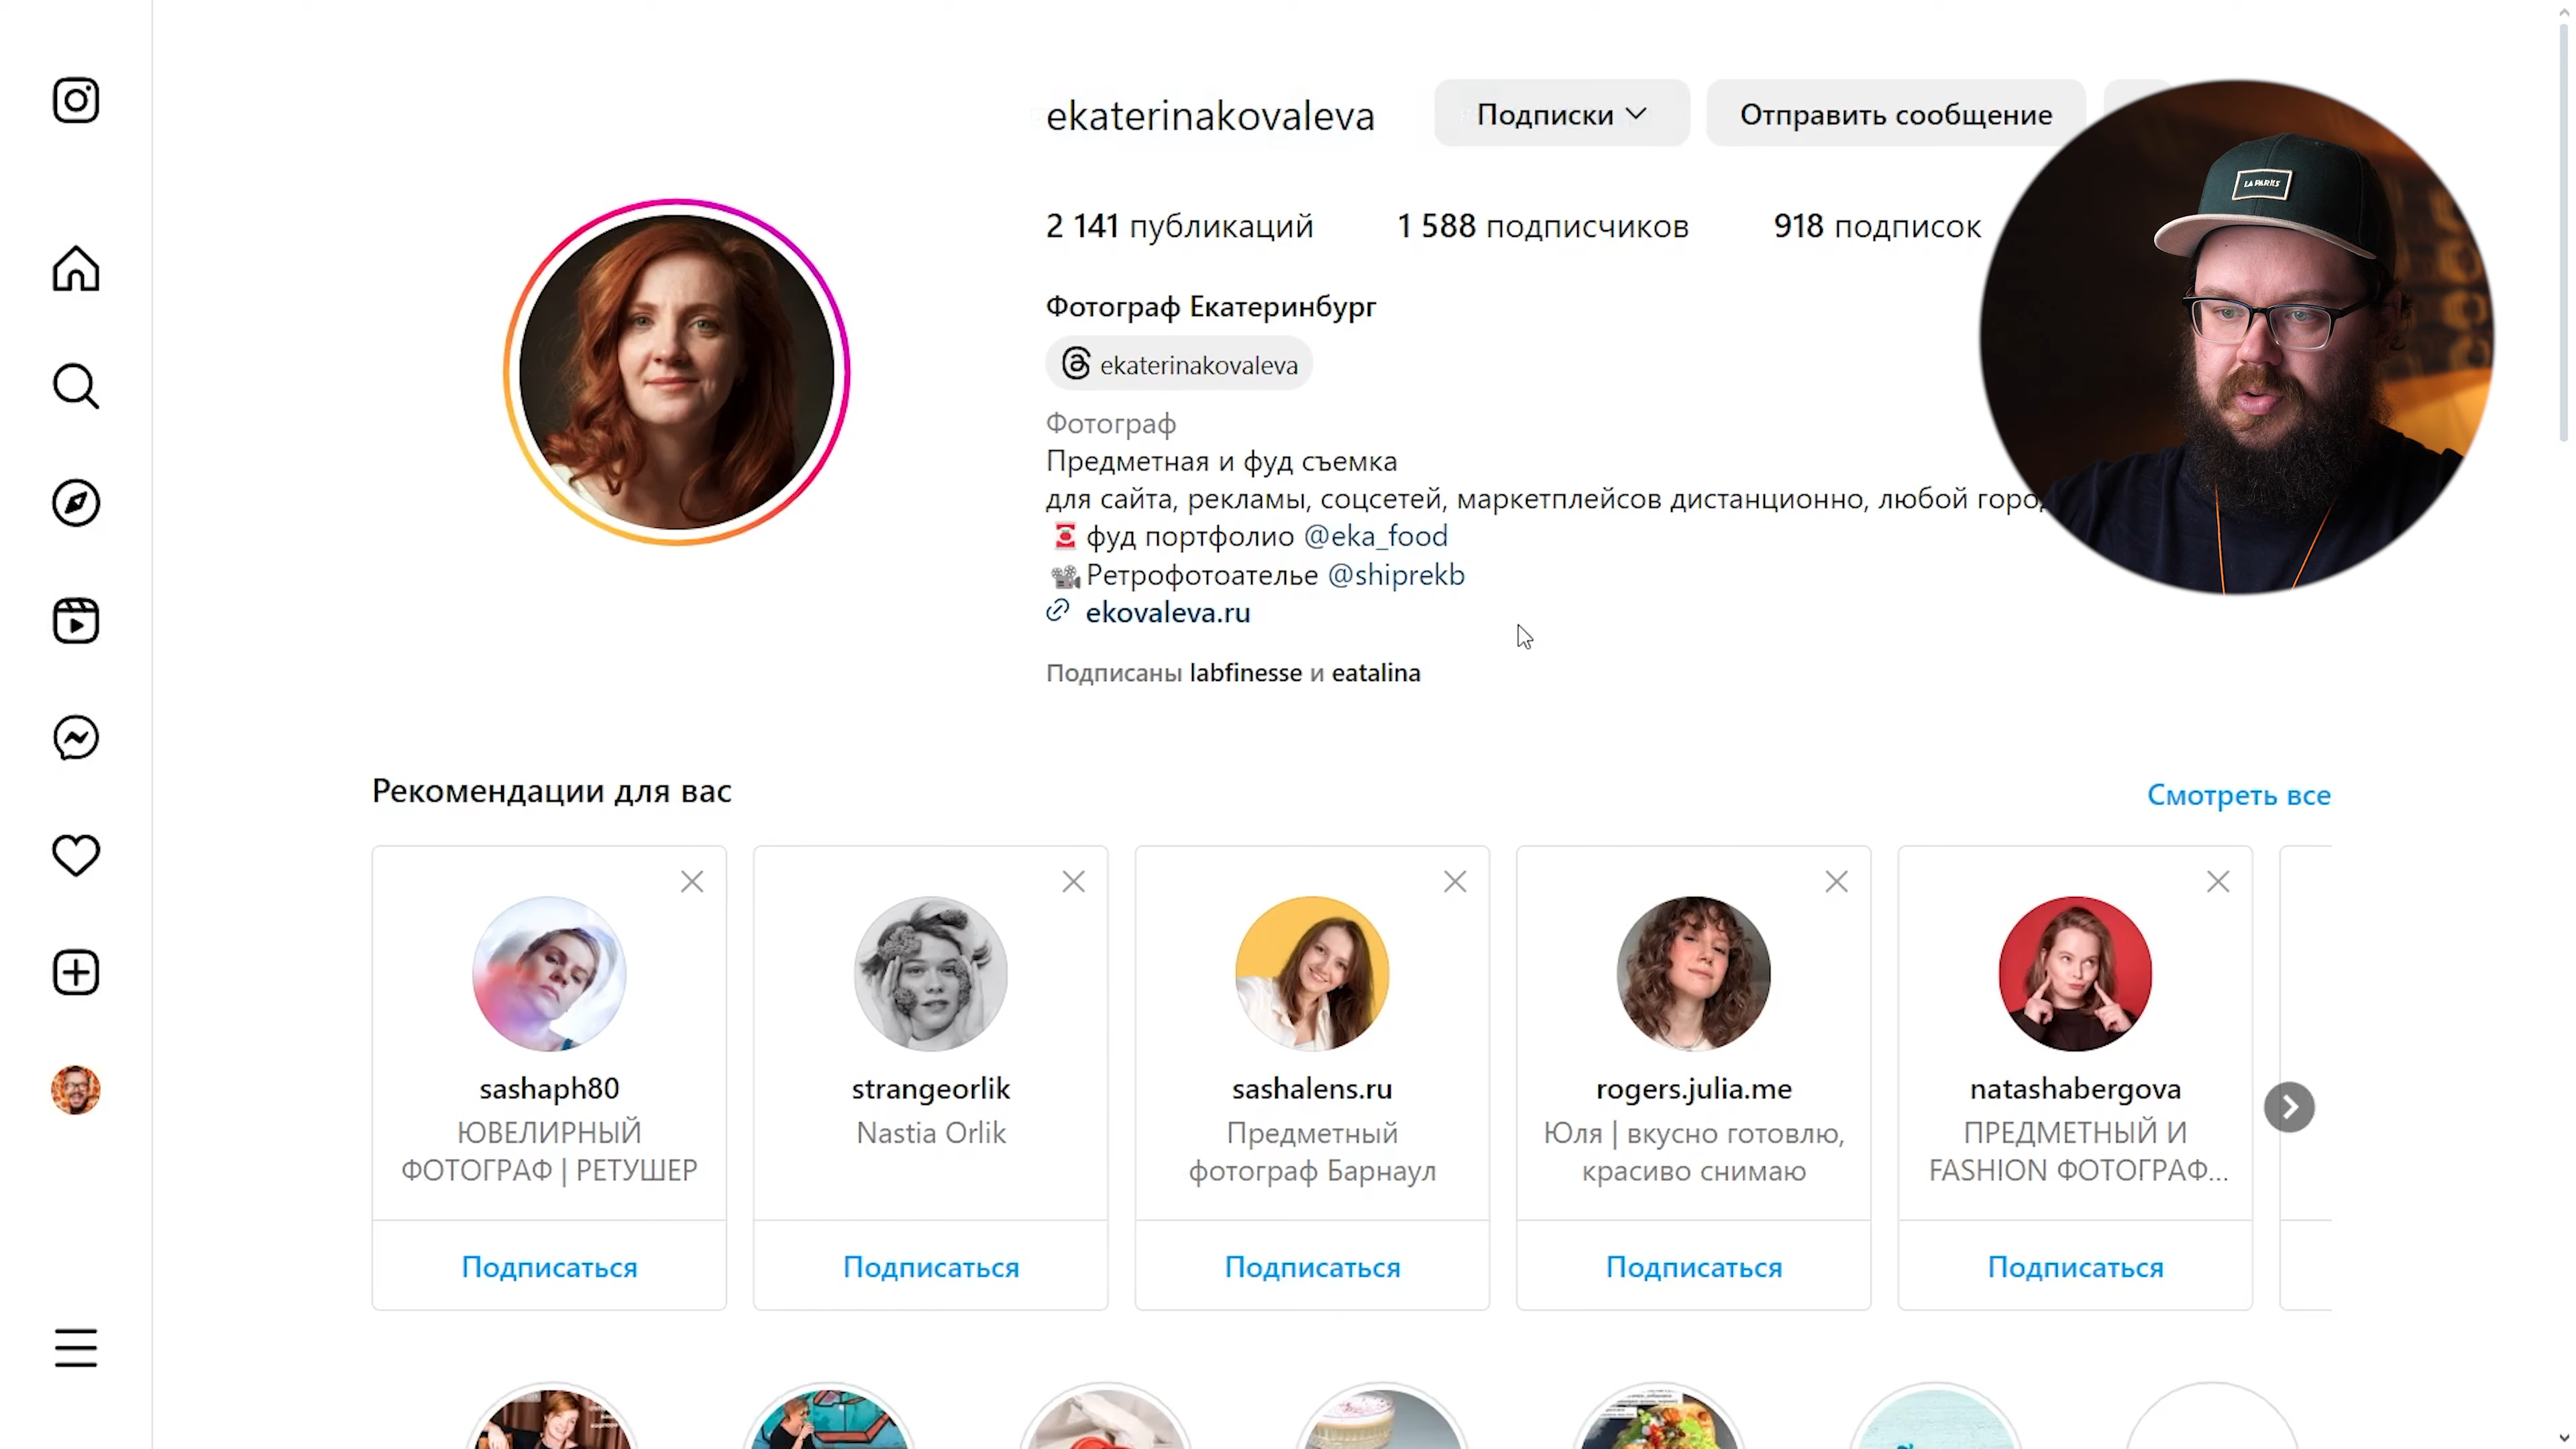 ekaterinakovaleva
Подписки
Отправить сообщение
2 141 публикаций
1 588 подписчиков
918 подписок
LA PARKS
Фотограф Екатеринбург
ekaterinakovaleva
Фотограф
Предметная и фуд съемка
для сайта, рекламы, соцсетей, маркетплейсов дистанционно, любой
фуд портфолио @eka_food
Ретрофотоателье @shiprekb
ekovaleva.ru
Подписаны labfinesse и eatalina
Рекомендации для вас
Смотреть все
sashaph80
ЮВЕЛИРНЫЙ
ФОТОГРАФ | РЕТУШЕР
Подписаться
strangeorlik
Nastia Orlik
Подписаться
sashalens.ru
Предметный
фотограф Барнаул
Подписаться
rogers.julia.me
Юля | вкусно готовлю,
красиво снимаю
Подписаться
natashabergova
ПРЕДМЕТНЫЙ И
FASHION ФОТОГРАФ...
Подписаться